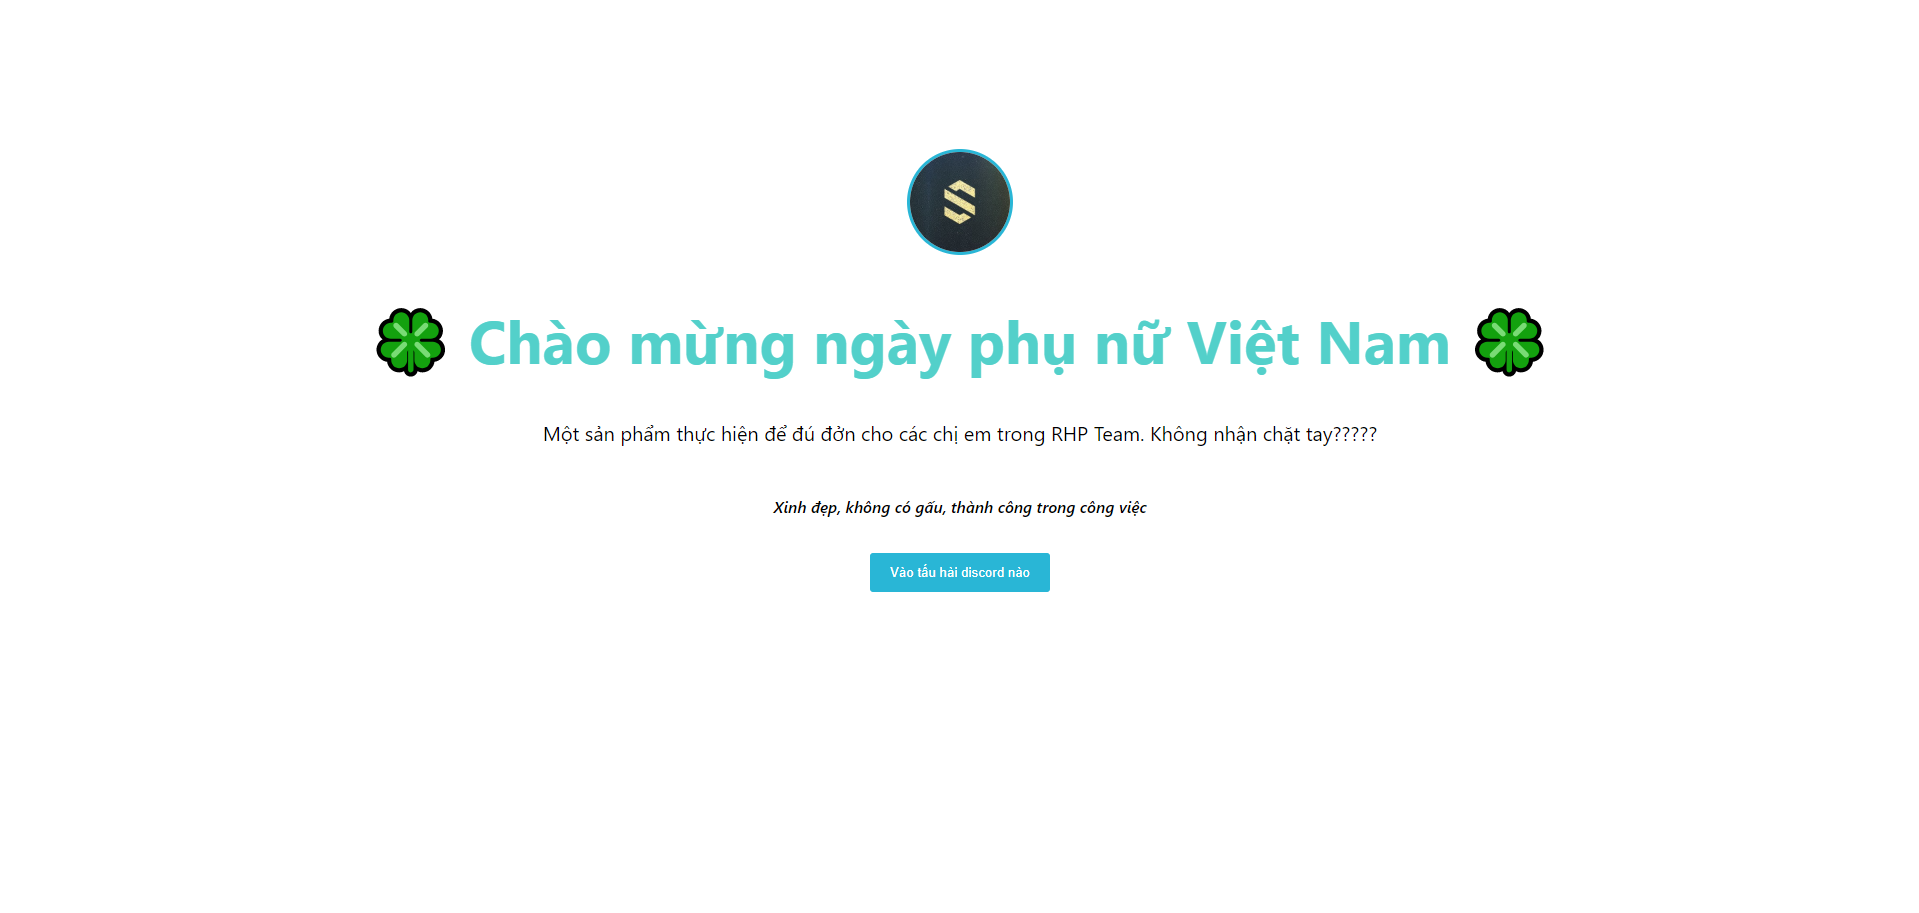 Chào mừng ngày phụ nữ Việt Nam
Một sản phẩm thực hiện để đú đởn cho các chị em trong RHP Team. Không nhận chặt tay?????
Xinh đẹp, không có gấu, thành công trong công việc
Vào tấu hài discord nào